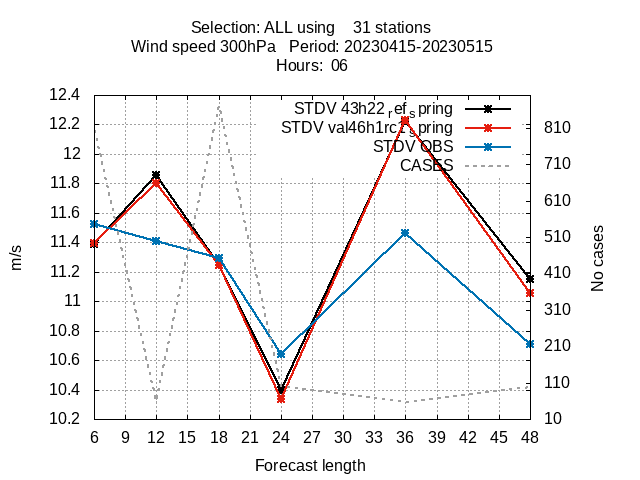 Selection: ALL using    31 stations
Wind speed 300hPa   Period: 20230415-20230515
Hours:  06
STDV 43h22_ref_spring
STDV val46h1rc1_spring
STDV OBS
CASES
12.4
12.2
12
11.8
11.6
11.4
11.2
11
10.8
10.6
10.4
10.2
m/s
810
710
610
510
410
310
210
110
10
No cases
6 9 12 15 18 21 24 27 30 33 36 39 42 45 48
Forecast length